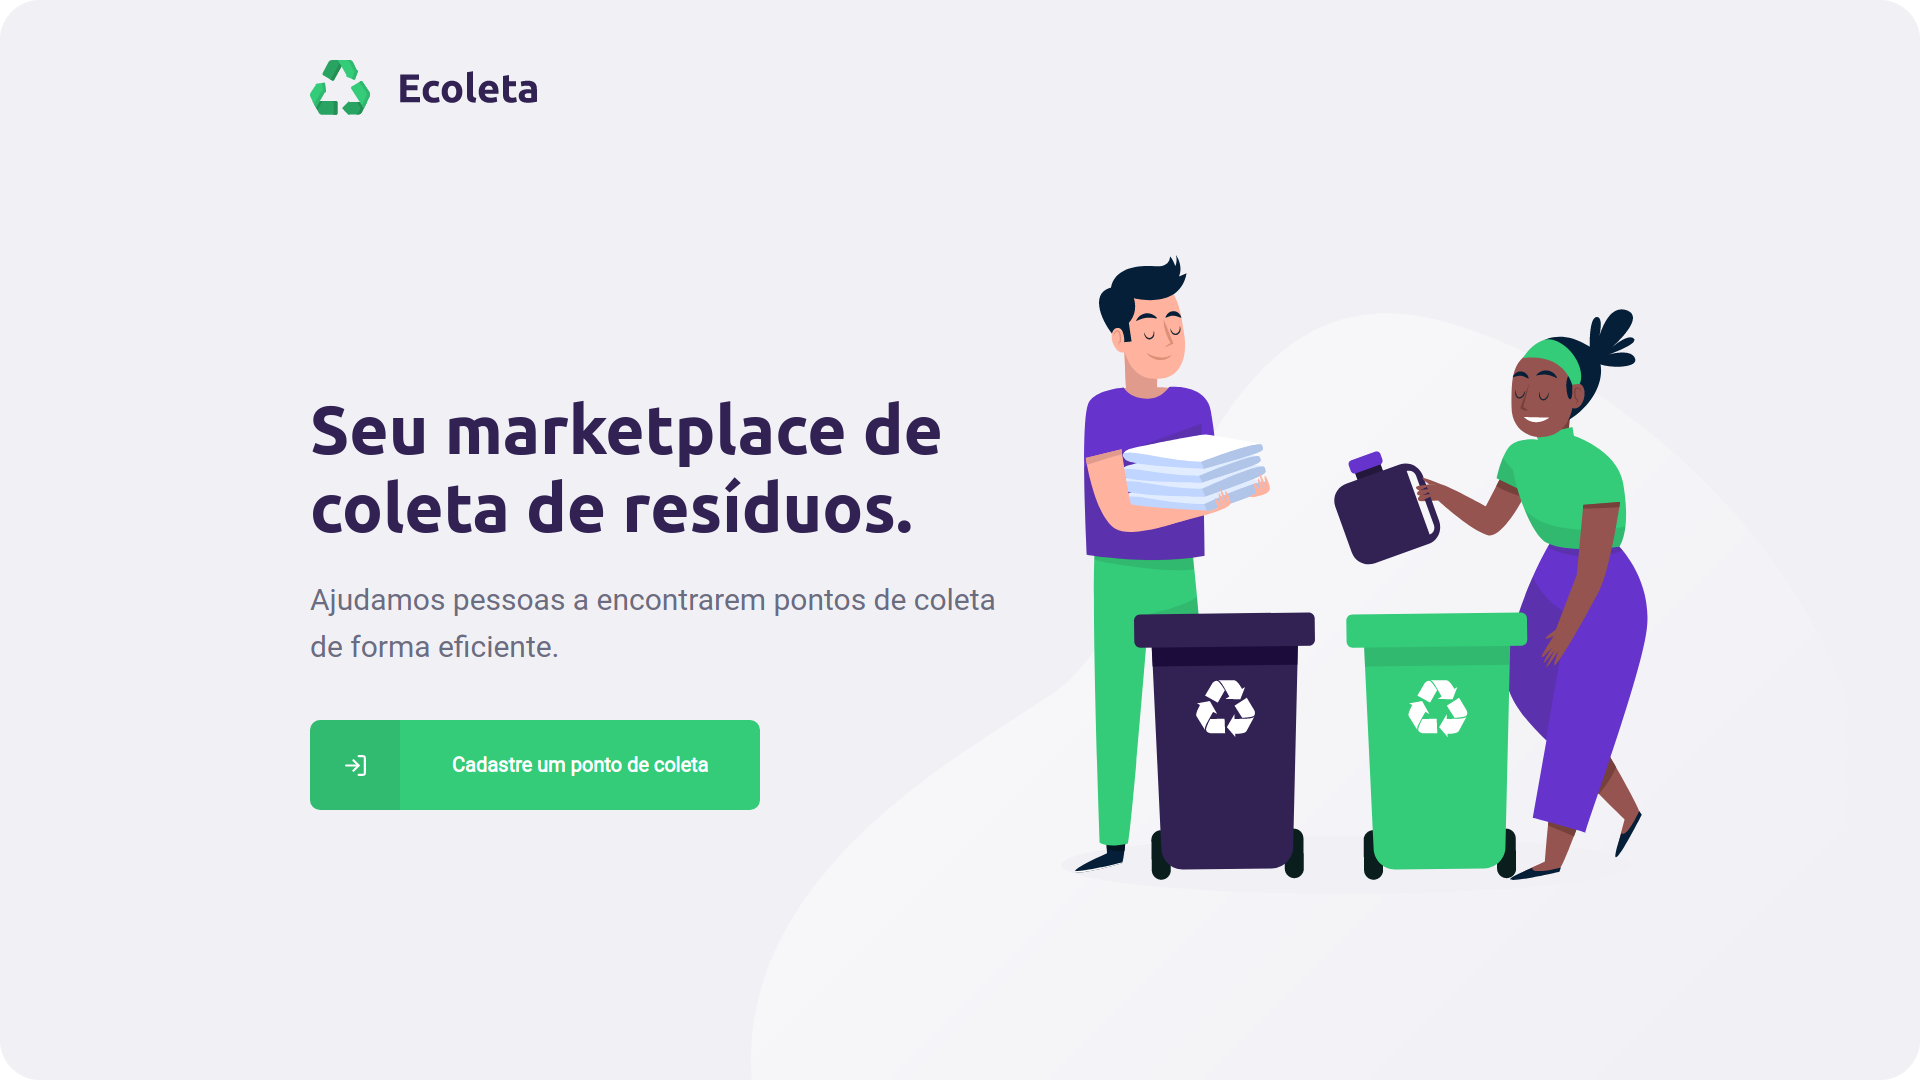 Ecoleta
Seu marketplace de
coleta de resíduos.
Ajudamos pessoas a encontrarem pontos de coleta
de forma eficiente.
Cadastre um ponto de coleta